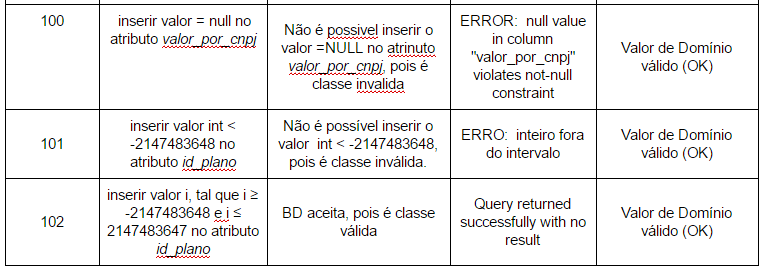 100
inserir valor = null no
atributo valor_por_cnpj
Não é possivel inserir o
valor =NULL no atrinuto
valor_por_cnpj, pois é
classe invalida
ERROR: null value
in column
"valor_por_cnpj"
violates not-null
constraint
Valor de Domínio
válido (OK)
101
inserir valor int <
-2147483648 no
atributo id_plano
Não é possível inserir o
valor int < -2147483648,
pois é classe inválida.
ERRO: inteiro fora
do intervalo
Valor de Domínio
válido (OK)
102
inserir valor i, tal que i ≥
-2147483648 e i ≤
2147483647 no atributo
id_plano
BD aceita, pois é classe
válida
Query returned
successfully with no
result
Valor de Domínio
válido (OK)